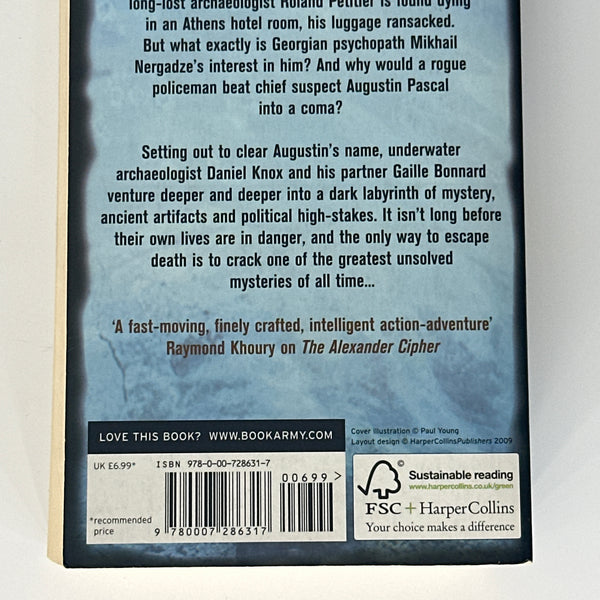 long-lost archaeologist Roland Petitier is found dying
in an Athens hotel room, his luggage ransacked.
But what exactly is Georgian psychopath Mikhail
Nergadze's interest in him? And why would a rogue
policeman beat chief suspect Augustin Pascal
into a coma?
Setting out to clear Augustin's name, underwater
archaeologist Daniel Knox and his partner Gaille Bonnard
venture deeper and deeper into a dark labyrinth of mystery,
ancient artifacts and political high-stakes. It isn't long before
their own lives are in danger, and the only way to escape
death is to crack one of the greatest unsolved
mysteries of all time...
'A fast-moving, finely crafted, intelligent action-adventure'
Raymond Khoury on The Alexander Cipher
LOVE THIS BOOK? WWW.BOOKARMY.COM
Cover illustration © Paul Young
Layout design © HarperCollinsPublishers 2009
UK £6.99*
ISBN 978-0-00-728631-7
00699 >
*recommended
price
9 780007 286317
©
Sustainable reading
www.harpercollins.co.uk/green
FSC + HarperCollins
Your choice makes a difference